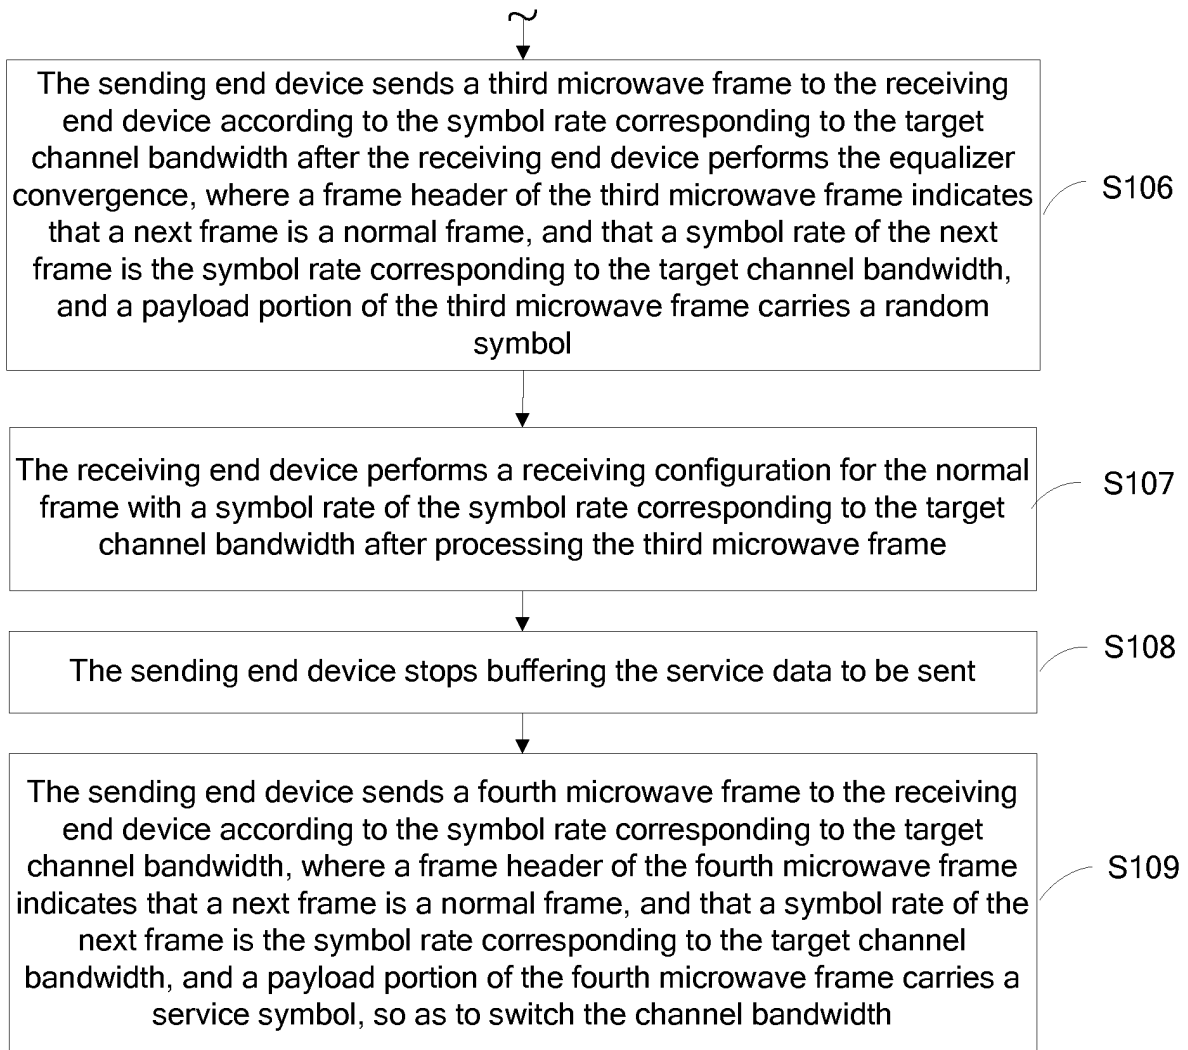 The sending end device sends a third microwave frame to the receiving
end device according to the symbol rate corresponding to the target
channel bandwidth after the receiving end device performs the equalizer
convergence, where a frame header of the third microwave frame indicates
that a next frame is a normal frame, and that a symbol rate of the next
frame is the symbol rate corresponding to the target channel bandwidth,
and a payload portion of the third microwave frame carries a random
symbol
S106
The receiving end device performs a receiving configuration for the normal
frame with a symbol rate of the symbol rate corresponding to the target
channel bandwidth after processing the third microwave frame
S107
The sending end device stops buffering the service data to be sent
S108
The sending end device sends a fourth microwave frame to the receiving
end device according to the symbol rate corresponding to the target
channel bandwidth, where a frame header of the fourth microwave frame
indicates that a next frame is a normal frame, and that a symbol rate of the
next frame is the symbol rate corresponding to the target channel
bandwidth, and a payload portion of the fourth microwave frame carries a
service symbol, so as to switch the channel bandwidth
S109